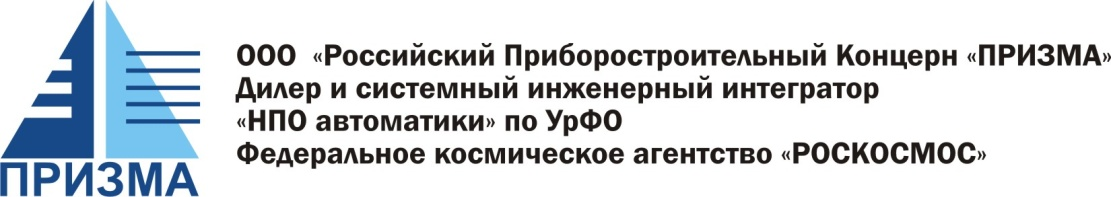 ООО «Российский Приборостроительный Концерн «ПРИЗМА»
Дилер и системный инженерный интегратор
«НПО автоматики» по УрФО
Федеральное космическое агентство «РОСКОСМОС»
ПРИЗМА